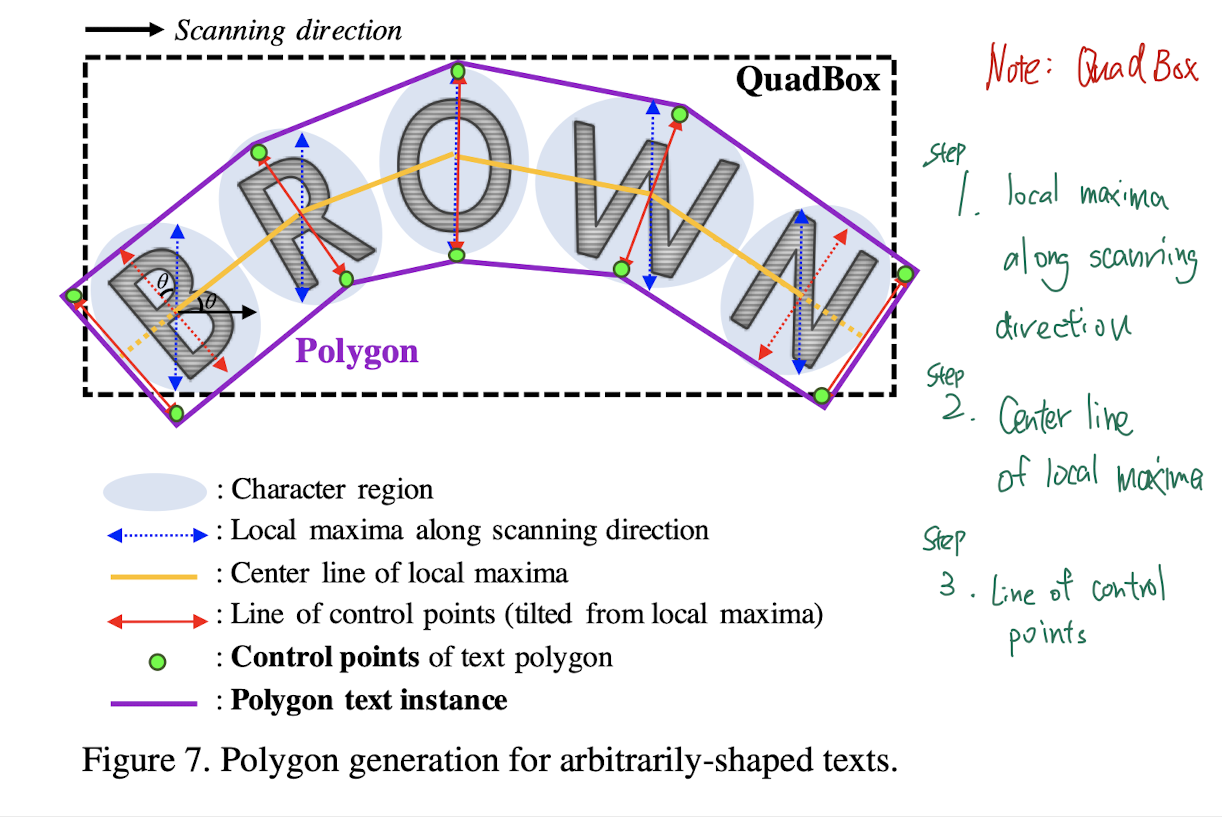 Scanning direction
QuadBox
BROWN
θ
θ
Polygon
: Character region
: Local maxima along scanning direction
: Center line of local maxima
: Line of control points (tilted from local maxima)
: Control points of text polygon
: Polygon text instance
Figure 7. Polygon generation for arbitrarily-shaped texts.
Note: QuadBox
Step
1. local maxima
along scanning
direction
Step
2. Center line
of local maxima
Step
3. Line of control
points